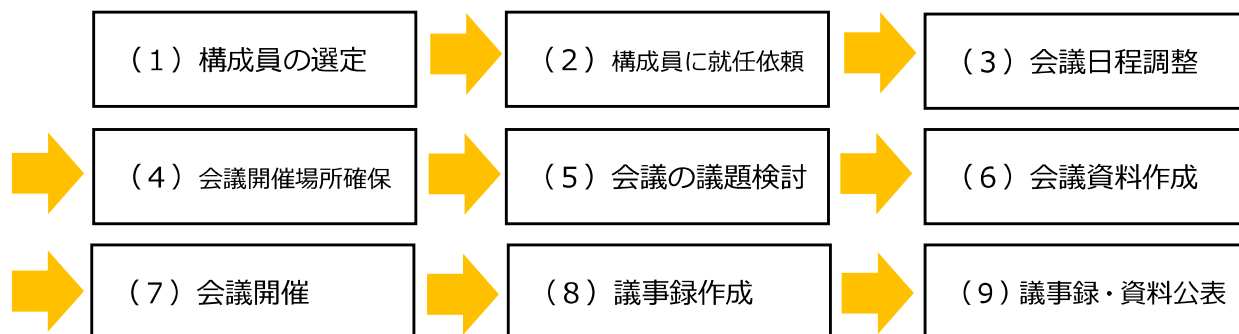 （１）構成員の選定
（２）構成員に就任依頼
（３）会議日程調整
（４）会議開催場所確保
（５）会議の議題検討
（６）会議資料作成
（７）会議開催
（８）議事録作成
（９）議事録・資料公表